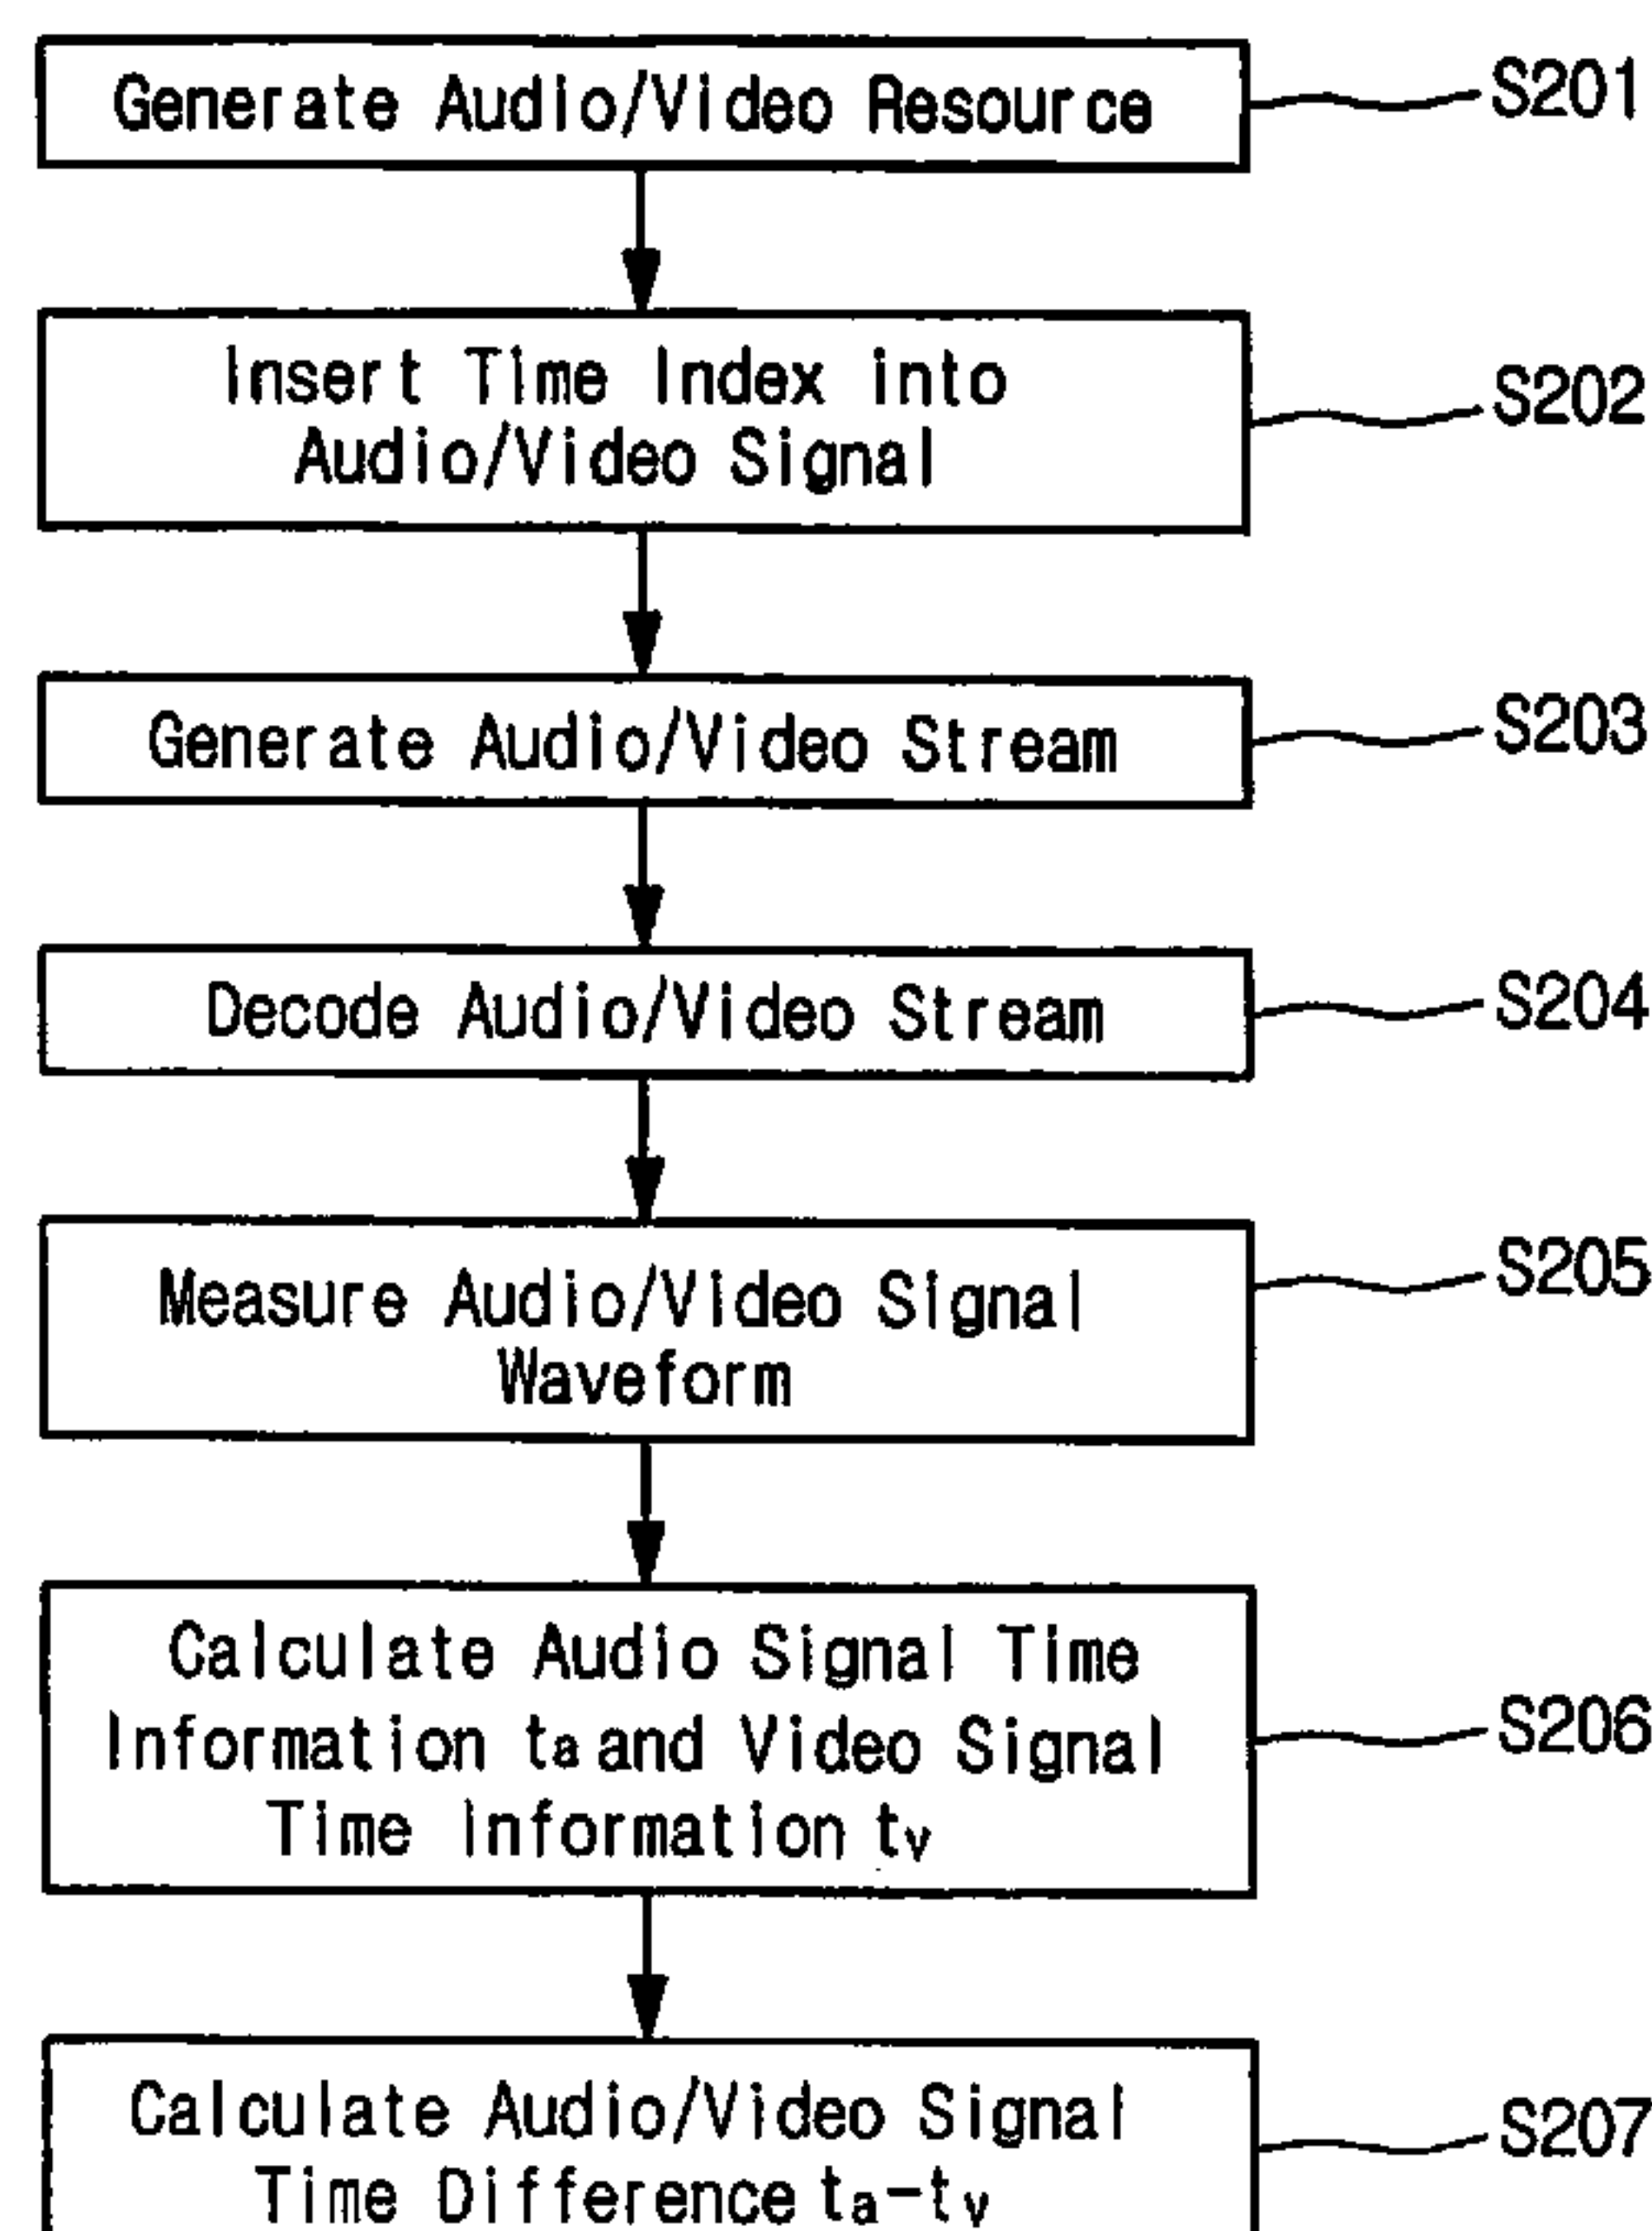 Generate Audio/Video Resource
S201
Insert Time Index into
Audio/Video Signal
S202
Generate Audio/Video Stream
S203
Decode Audio/Video Stream
S204
Measure Audio/Video Signal
Waveform
S205
Calculate Audio Signal Time
Information ta and Video Signal
Time Information tv
S206
Calculate Audio/Video Signal
Time Difference ta-tv
S207